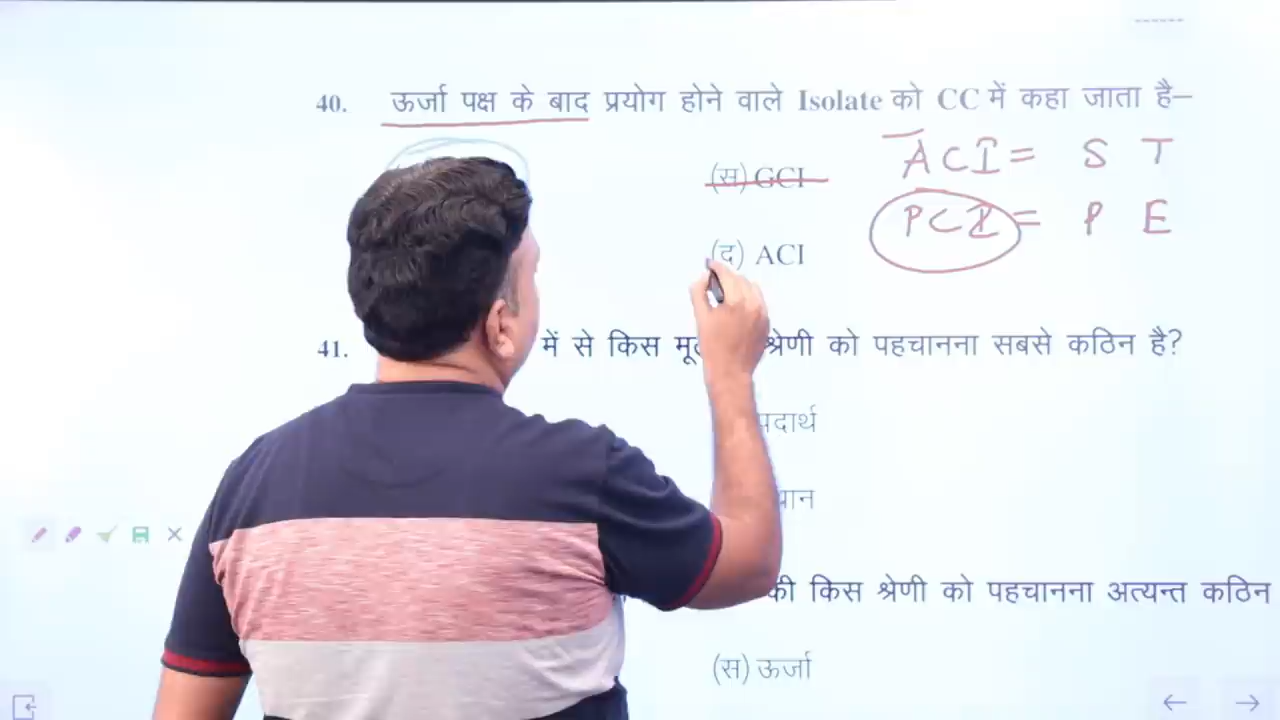 40. ऊर्जा पक्ष के बाद प्रयोग होने वाले Isolate को CC में कहा जाता है–
(स) GCI
ACI = S T
PCI = P E
(द) ACI
41. में से किस श्रेणी को पहचानना सबसे कठिन है?
पदार्थ
की किस श्रेणी को पहचानना अत्यन्त कठिन
(स) ऊर्जा